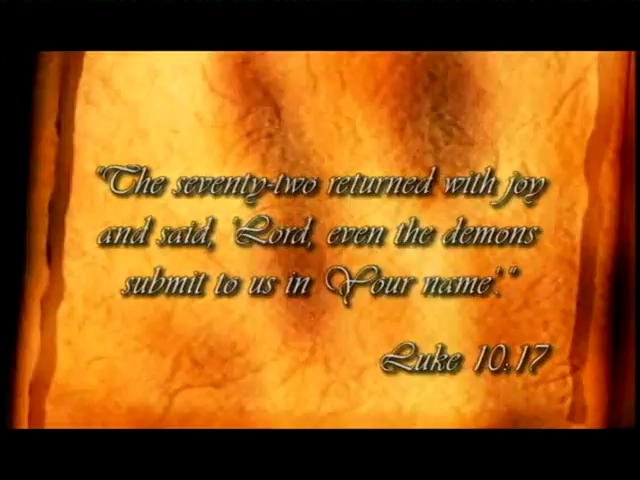 "The seventy-two returned with joy
and said, 'Lord, even the demons
submit to us in Your name'."
Luke 10:17